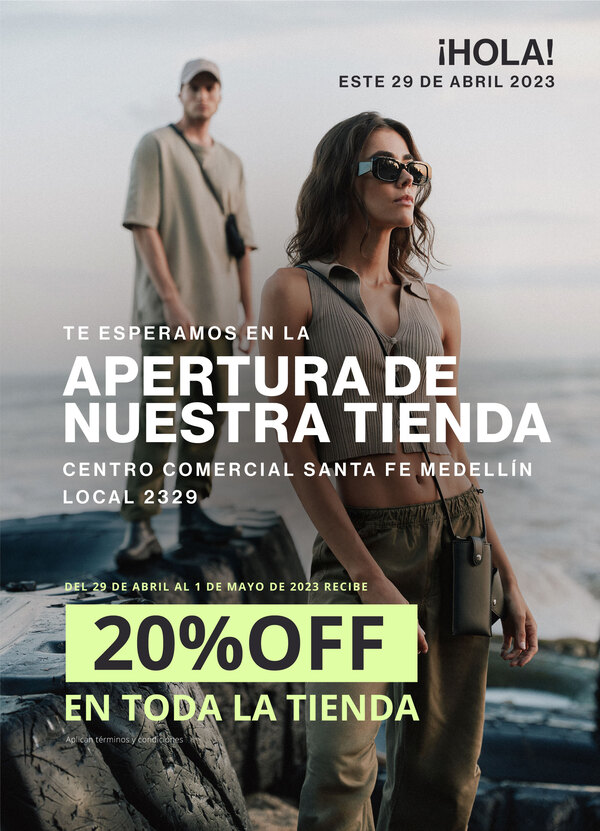 ¡HOLA!
ESTE 29 DE ABRIL 2023
TE ESPERAMOS EN LA
APERTURA DE
NUESTRA TIENDA
CENTRO COMERCIAL SANTA FE MEDELLÍN
LOCAL 2329
DEL 29 DE ABRIL AL 1 DE MAYO DE 2023 RECIBE
20%OFF
EN TODA LA TIENDA
Aplican términos y condiciones